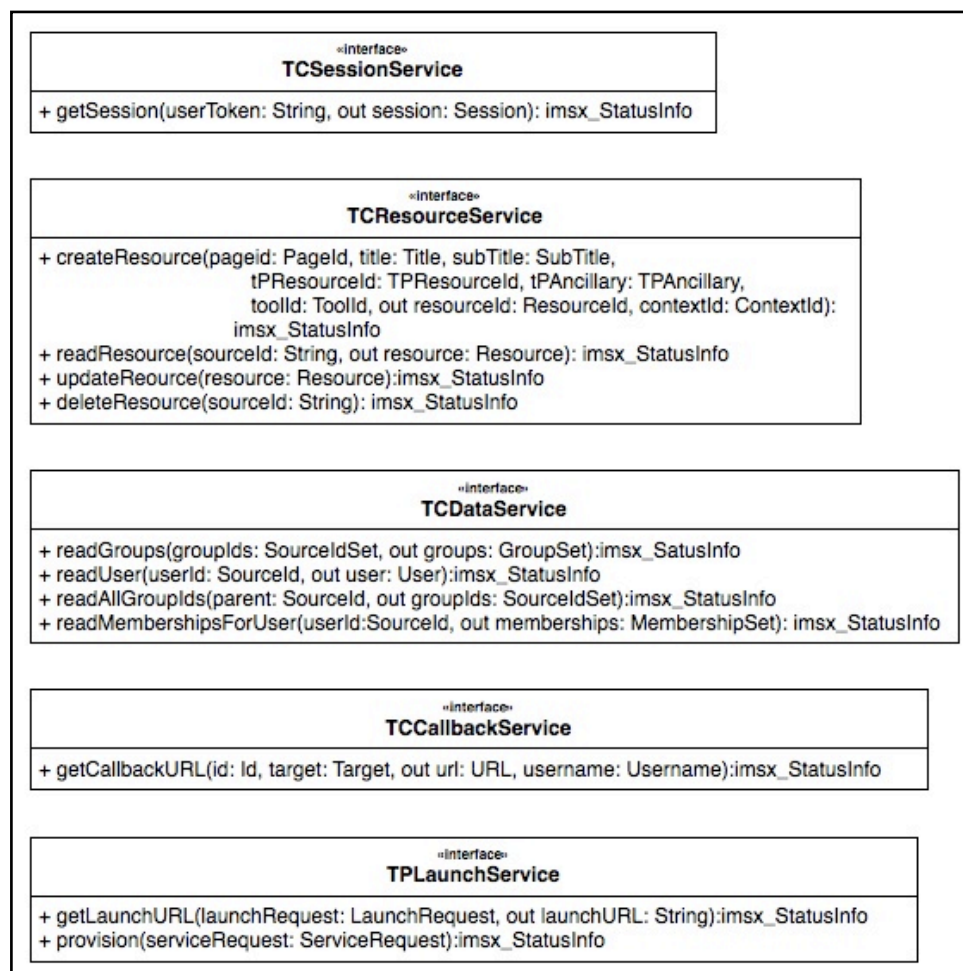 «interface»
TCSessionService
+ getSession(userToken: String, out session: Session): imsx_StatusInfo
«interface»
TCResourceService
+ createResource(pageid: PageId, title: Title, subTitle: SubTitle,
tPResourceId: TPResourceId, tPAncillary: TPAncillary,
toolId: ToolId, out resourceId: ResourceId, contextId: ContextId):
imsx_StatusInfo
+ readResource(sourceId: String, out resource: Resource): imsx_StatusInfo
+ updateReource(resource: Resource):imsx_StatusInfo
+ deleteResource(sourceId: String): imsx_StatusInfo
«interface»
TCDataService
+ readGroups(groupIds: SourceIdSet, out groups: GroupSet):imsx_SatusInfo
+ readUser(userId: SourceId, out user: User):imsx_StatusInfo
+ readAllGroupIds(parent: SourceId, out groupIds: SourceIdSet):imsx_StatusInfo
+ readMembershipsForUser(userId:SourceId, out memberships: MembershipSet): imsx_StatusInfo
«interface»
TCCallbackService
+ getCallbackURL(id: Id, target: Target, out url: URL, username: Username):imsx_StatusInfo
«interface»
TPLaunchService
+ getLaunchURL(launchRequest: LaunchRequest, out launchURL: String):imsx_StatusInfo
+ provision(serviceRequest: ServiceRequest):imsx_StatusInfo